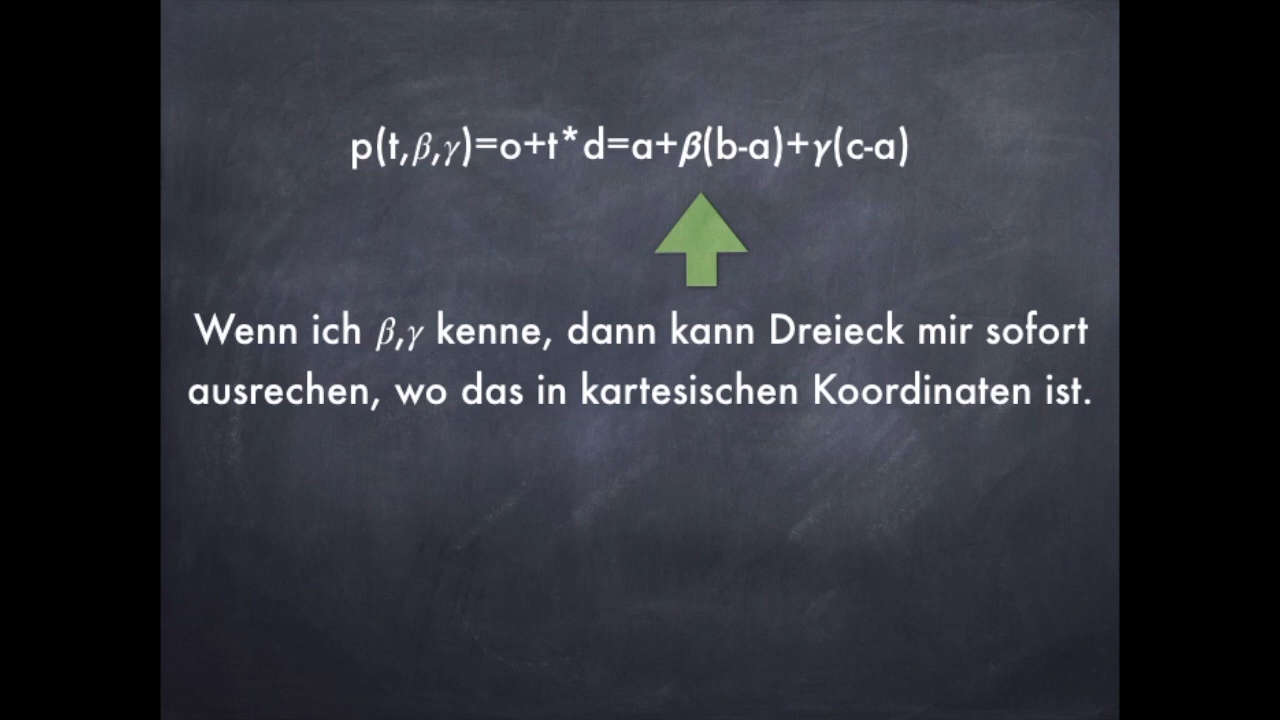 p(t,β,γ)=o+t*d=a+β(b-a)+γ(c-a)
Wenn ich β,γ kenne, dann kann Dreieck mir sofort
ausrechen, wo das in kartesischen Koordinaten ist.